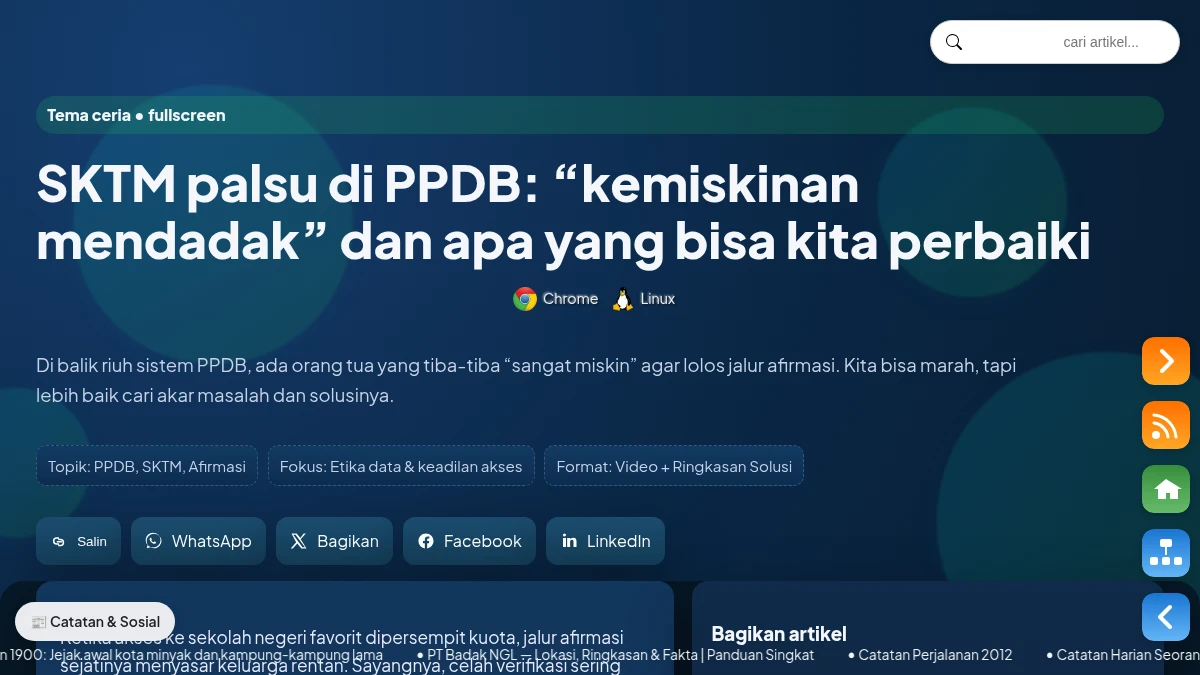 cari artikel...
Tema ceria • fullscreen
SKTM palsu di PPDB: “kemiskinan
mendadak” dan apa yang bisa kita perbaiki
Chrome Linux
Di balik riuh sistem PPDB, ada orang tua yang tiba-tiba “sangat miskin” agar lolos jalur afirmasi. Kita bisa marah, tapi
lebih baik cari akar masalah dan solusinya.
Topik: PPDB, SKTM, Afirmasi
Fokus: Etika data & keadilan akses
Format: Video + Ringkasan Solusi
Salin
WhatsApp
Bagikan
Facebook
LinkedIn
📰 Catatan & Sosial
ke sekolah negeri favorit dipersempit kuota, jalur afirmasi
sejatinya menyasar keluarga rentan. Sayangnya, celah verifikasi sering
Bagikan artikel
n 1900: Jejak awal kota minyak dan kampung-kampung lama • PT Badak NGL — Lokasi, Ringkasan & Fakta | Panduan Singkat • Catatan Perjalanan 2012 • Catatan Harian Seoran